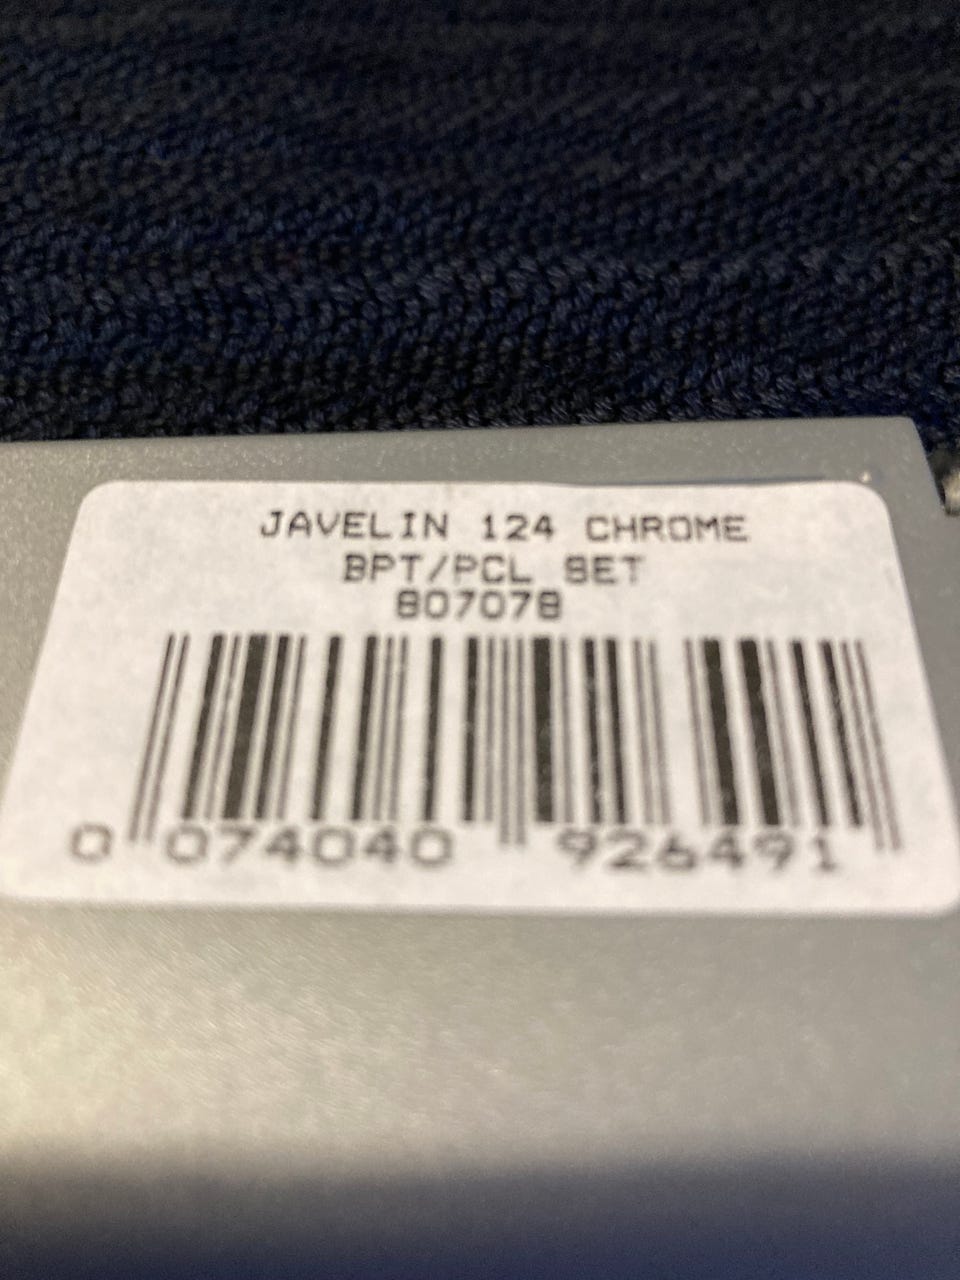 JAVELIN 124 CHROME
BPT/PCL SET
807078
0 074040 926491